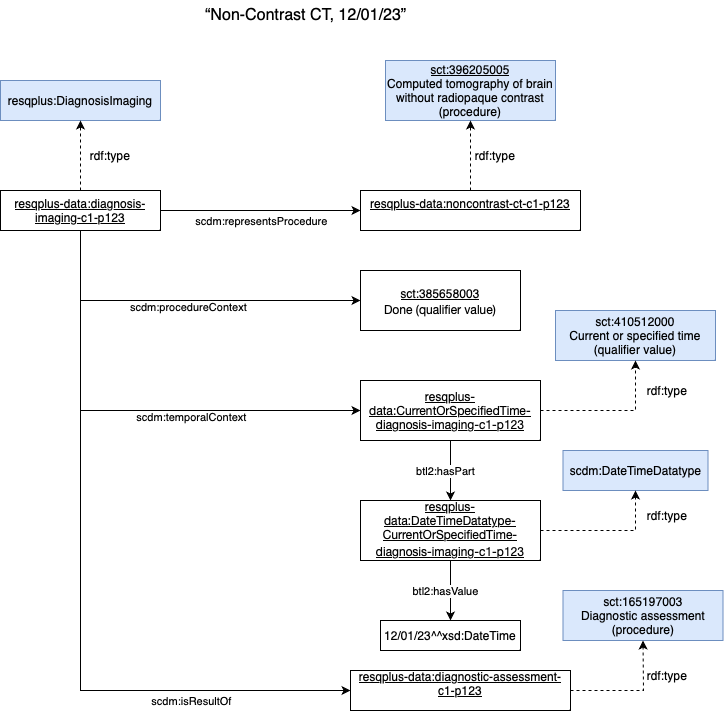 “Non-Contrast CT, 12/01/23”
sct:396205005
Computed tomography of brain
without radiopaque contrast
(procedure)
resqplus:DiagnosisImaging
rdf:type
rdf:type
resqplus-data:diagnosis-
imaging-c1-p123
scdm:representsProcedure
resqplus-data:noncontrast-ct-c1-p123
scdm:procedureContext
sct:385658003
Done (qualifier value)
sct:410512000
Current or specified time
(qualifier value)
rdf:type
scdm:temporalContext
resqplus-
data:CurrentOrSpecifiedTime-
diagnosis-imaging-c1-p123
btl2:hasPart
scdm:DateTimeDatatype
rdf:type
resqplus-
data:DateTimeDatatype-
CurrentOrSpecifiedTime-
diagnosis-imaging-c1-p123
btl2:hasValue
12/01/23^^xsd:DateTime
sct:165197003
Diagnostic assessment
(procedure)
rdf:type
scdm:isResultOf
resqplus-data:diagnostic-assessment-
c1-p123